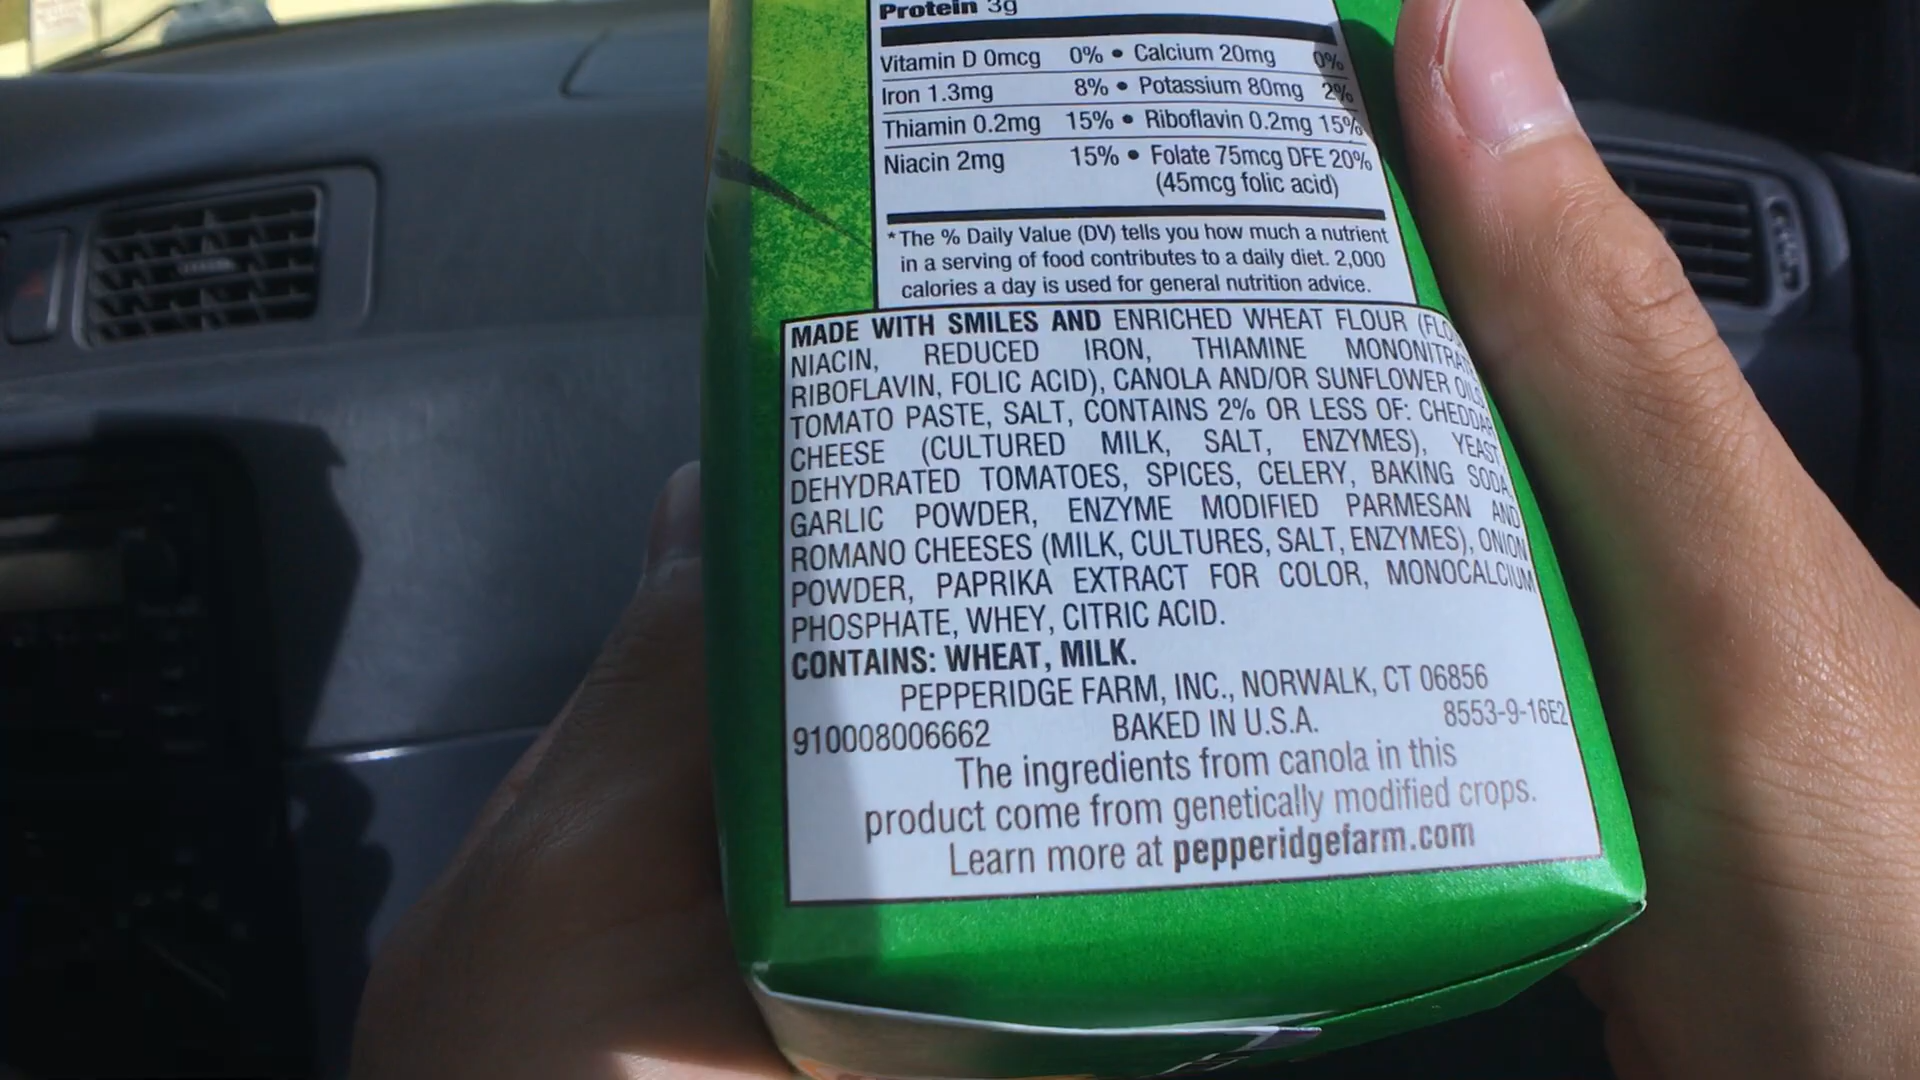 Protein 3g
Vitamin D 0mcg 0% • Calcium 20mg 0%
Iron 1.3mg 8% • Potassium 80mg 2%
Thiamin 0.2mg 15% • Riboflavin 0.2mg 15%
Niacin 2mg 15% • Folate 75mcg DFE 20%
(45mcg folic acid)
*The % Daily Value (DV) tells you how much a nutrient
in a serving of food contributes to a daily diet. 2,000
calories a day is used for general nutrition advice.
MADE WITH SMILES AND ENRICHED WHEAT FLOUR (FLO
NIACIN, REDUCED IRON, THIAMINE MONONITRAT
RIBOFLAVIN, FOLIC ACID), CANOLA AND/OR SUNFLOWER OILS,
TOMATO PASTE, SALT, CONTAINS 2% OR LESS OF: CHEDDAR
CHEESE (CULTURED MILK, SALT, ENZYMES), YEAST,
DEHYDRATED TOMATOES, SPICES, CELERY, BAKING SODA,
GARLIC POWDER, ENZYME MODIFIED PARMESAN AND
ROMANO CHEESES (MILK, CULTURES, SALT, ENZYMES), ONION
POWDER, PAPRIKA EXTRACT FOR COLOR, MONOCALCIUM
PHOSPHATE, WHEY, CITRIC ACID.
CONTAINS: WHEAT, MILK.
PEPPERIDGE FARM, INC., NORWALK, CT 06856
910008006662 BAKED IN U.S.A. 8553-9-16E2
The ingredients from canola in this
product come from genetically modified crops.
Learn more at pepperidgefarm.com